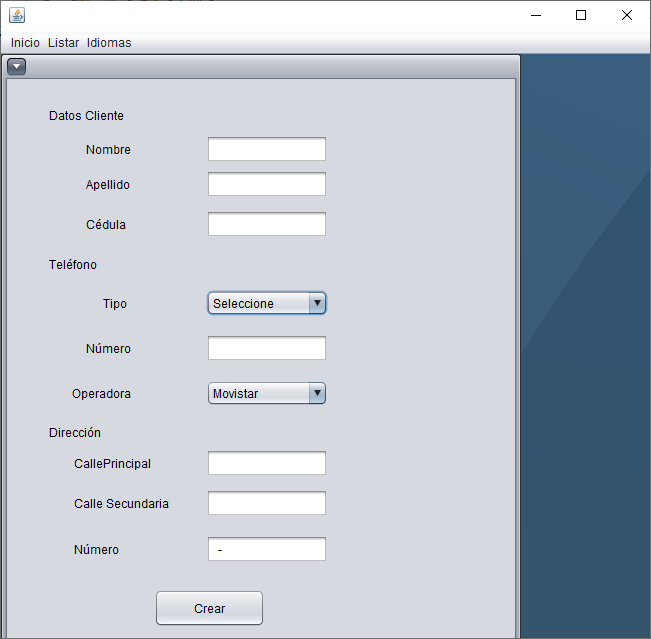 Inicio Listar Idiomas
Datos Cliente
Nombre
Apellido
Cédula
Teléfono
Tipo Seleccione
Número
Operadora Movistar
Dirección
CallePrincipal
Calle Secundaria
Número -
Crear